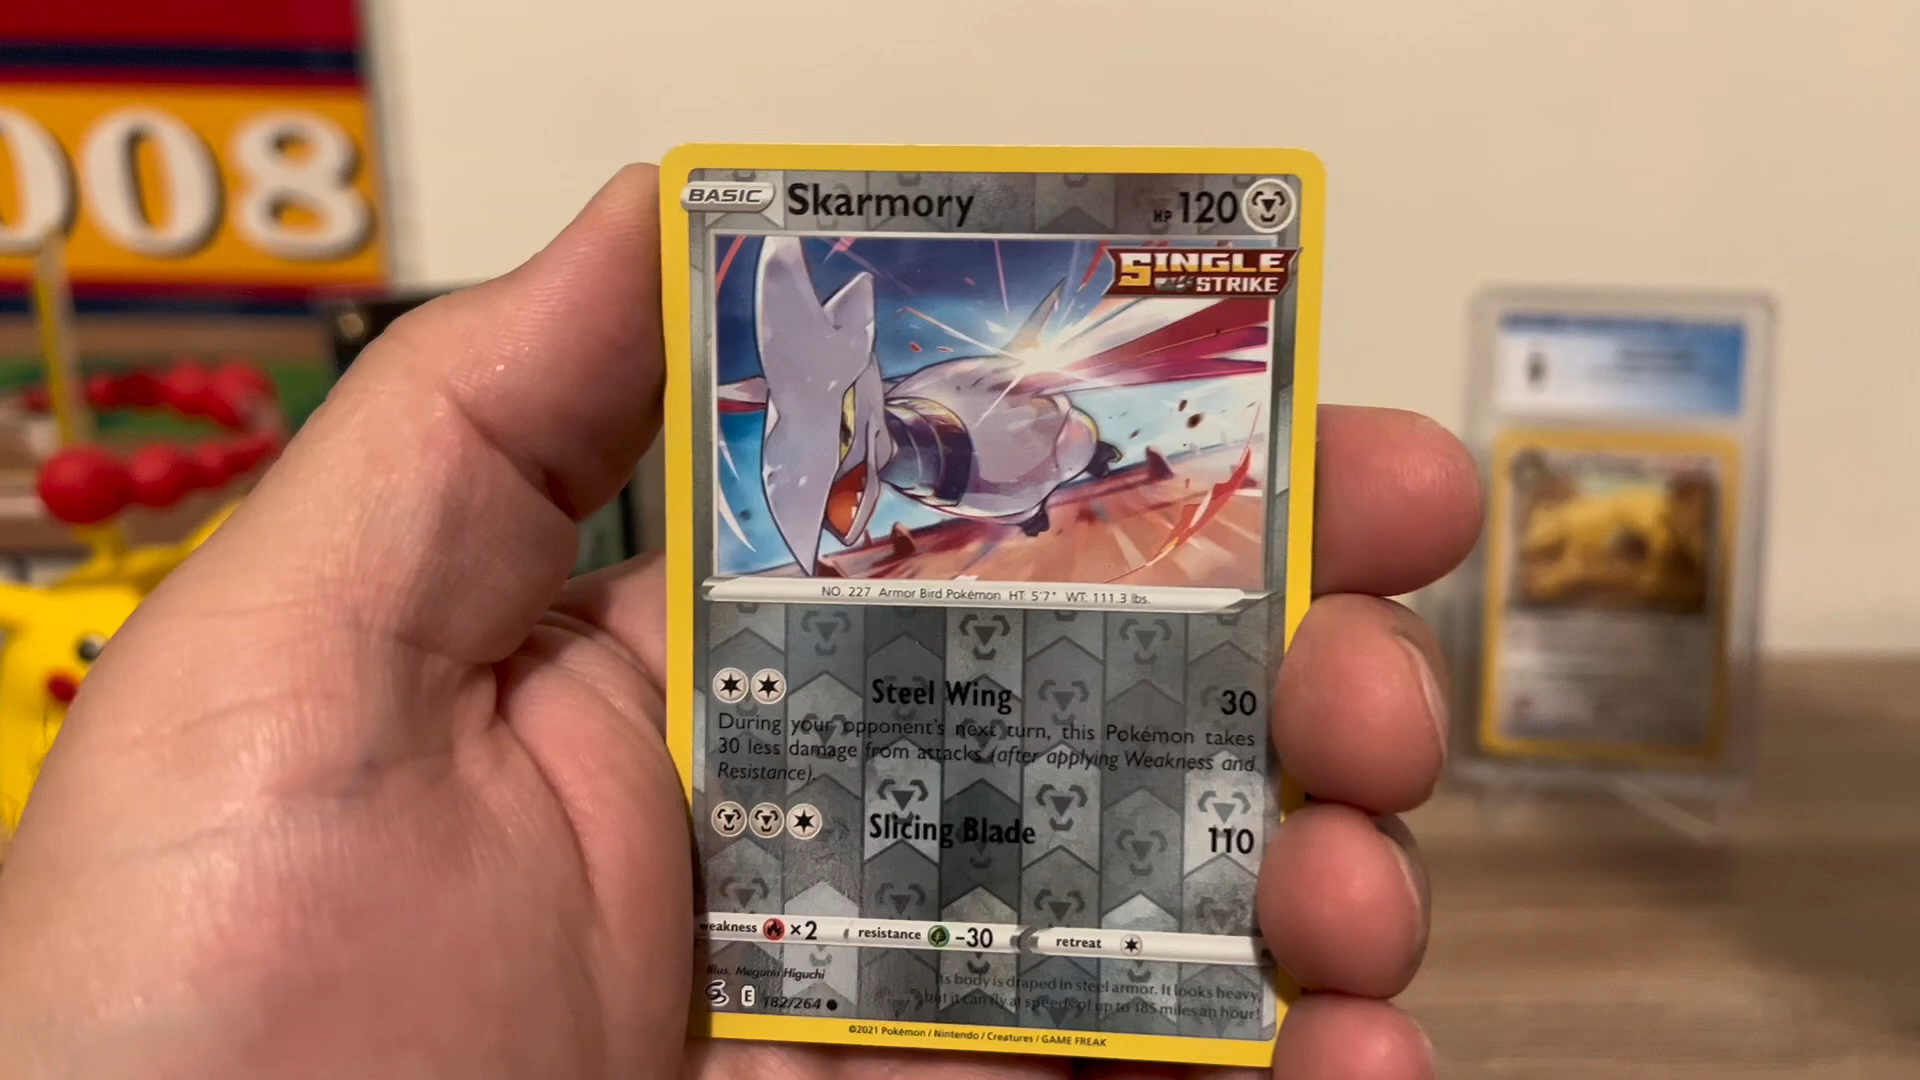 008
BASIC Skarmory HP 120
SINGLE
STRIKE
NO. 227 Armor Bird Pokémon HT: 5'7" WT: 111.3 lbs.
Steel Wing 30
During your opponent's next turn, this Pokémon takes
30 less damage from attacks (after applying Weakness and
Resistance).
Slicing Blade 110
weakness ×2 resistance -30 retreat
Illus. Megumi Higuchi
Its body is draped in steel armor. It looks heavy,
but it can fly at speeds of up to 185 miles an hour!
E 182/264
©2021 Pokémon / Nintendo / Creatures / GAME FREAK